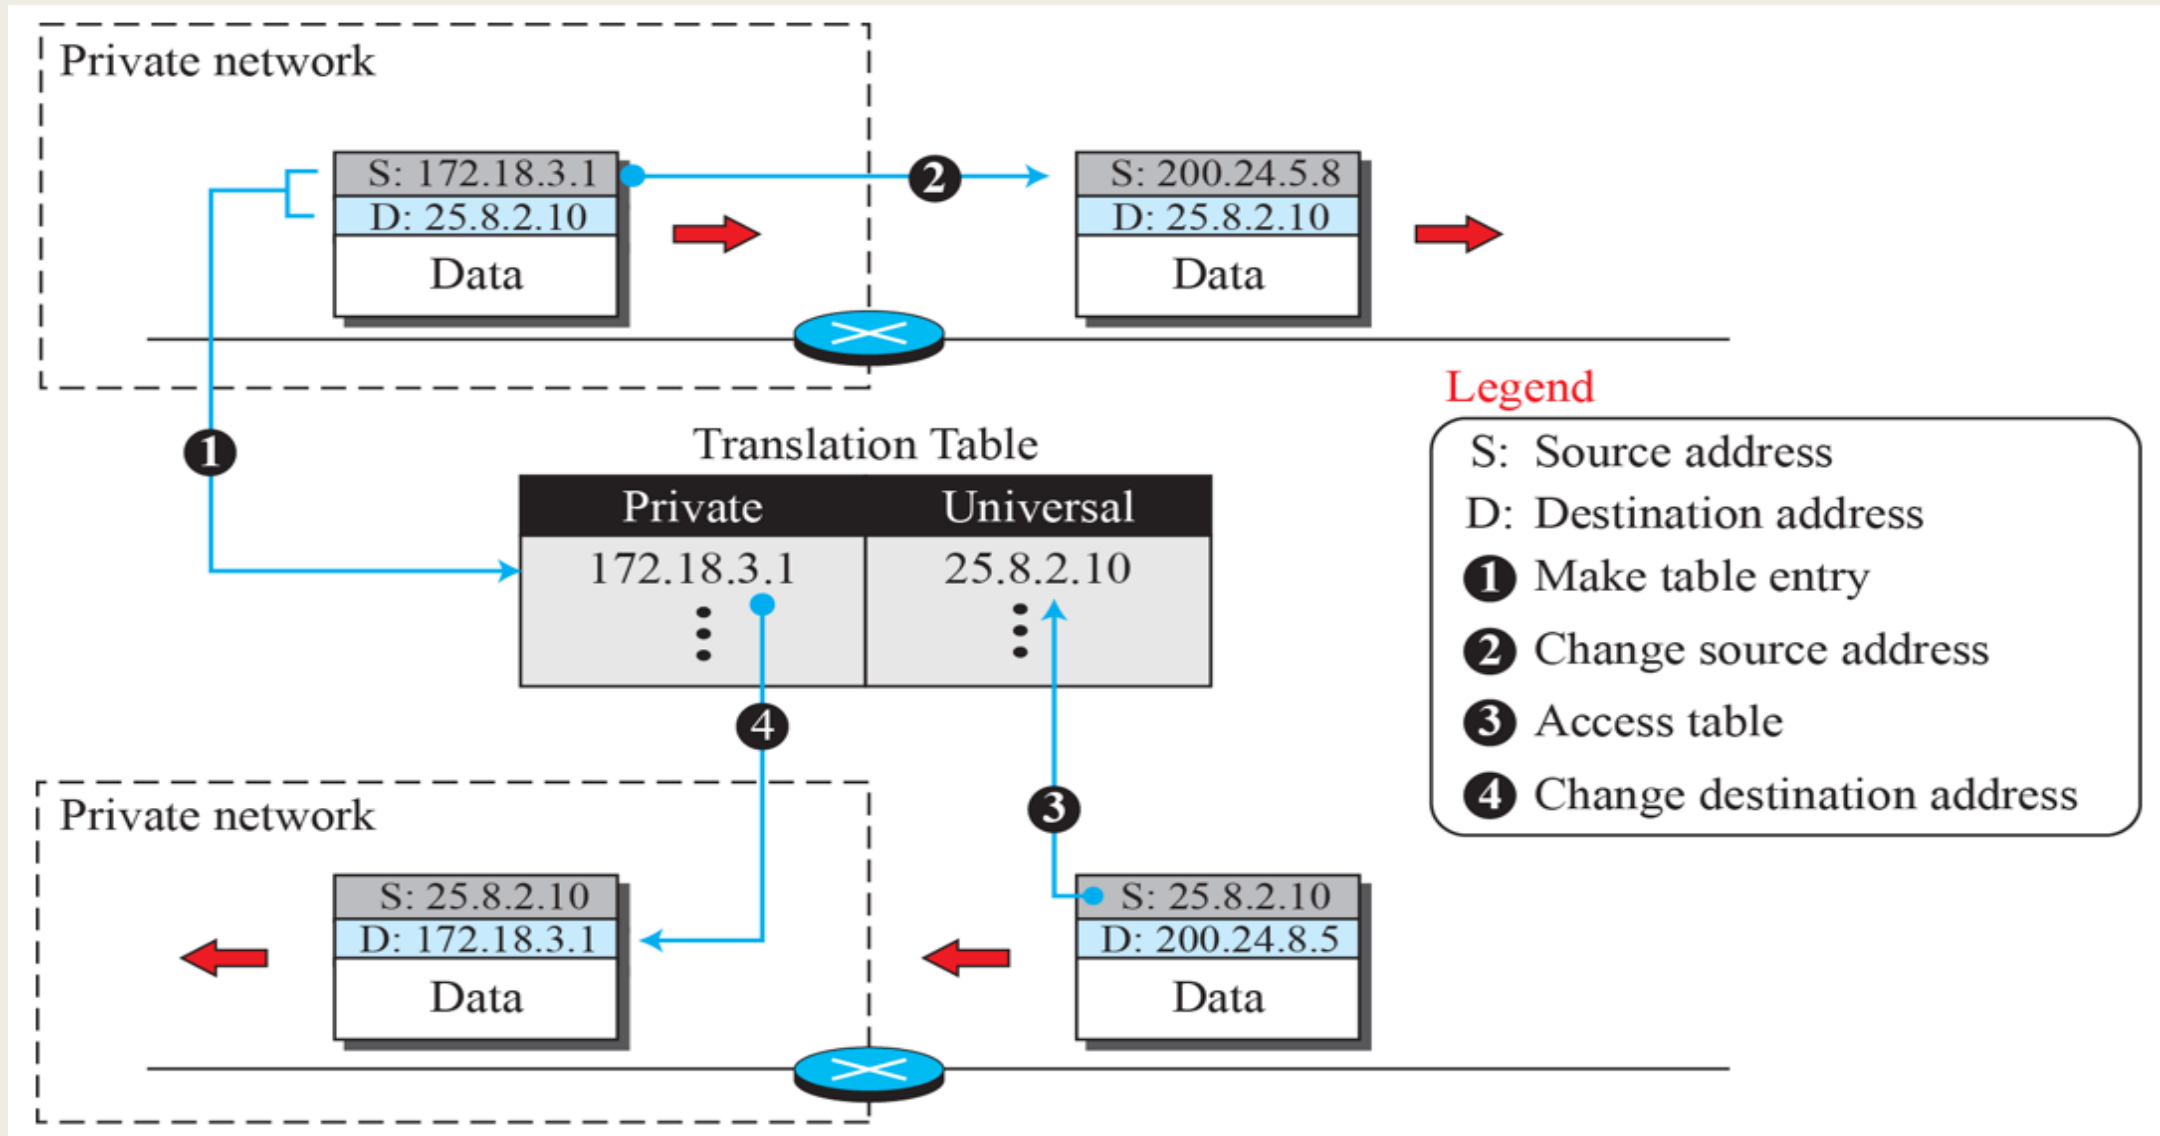 Private network
S: 172.18.3.1
D: 25.8.2.10
Data
2
S: 200.24.5.8
D: 25.8.2.10
Data
1
Translation Table
Private Universal
172.18.3.1 25.8.2.10
4
3
Private network
S: 25.8.2.10
D: 172.18.3.1
Data
S: 25.8.2.10
D: 200.24.8.5
Data
Legend
S: Source address
D: Destination address
1 Make table entry
2 Change source address
3 Access table
4 Change destination address